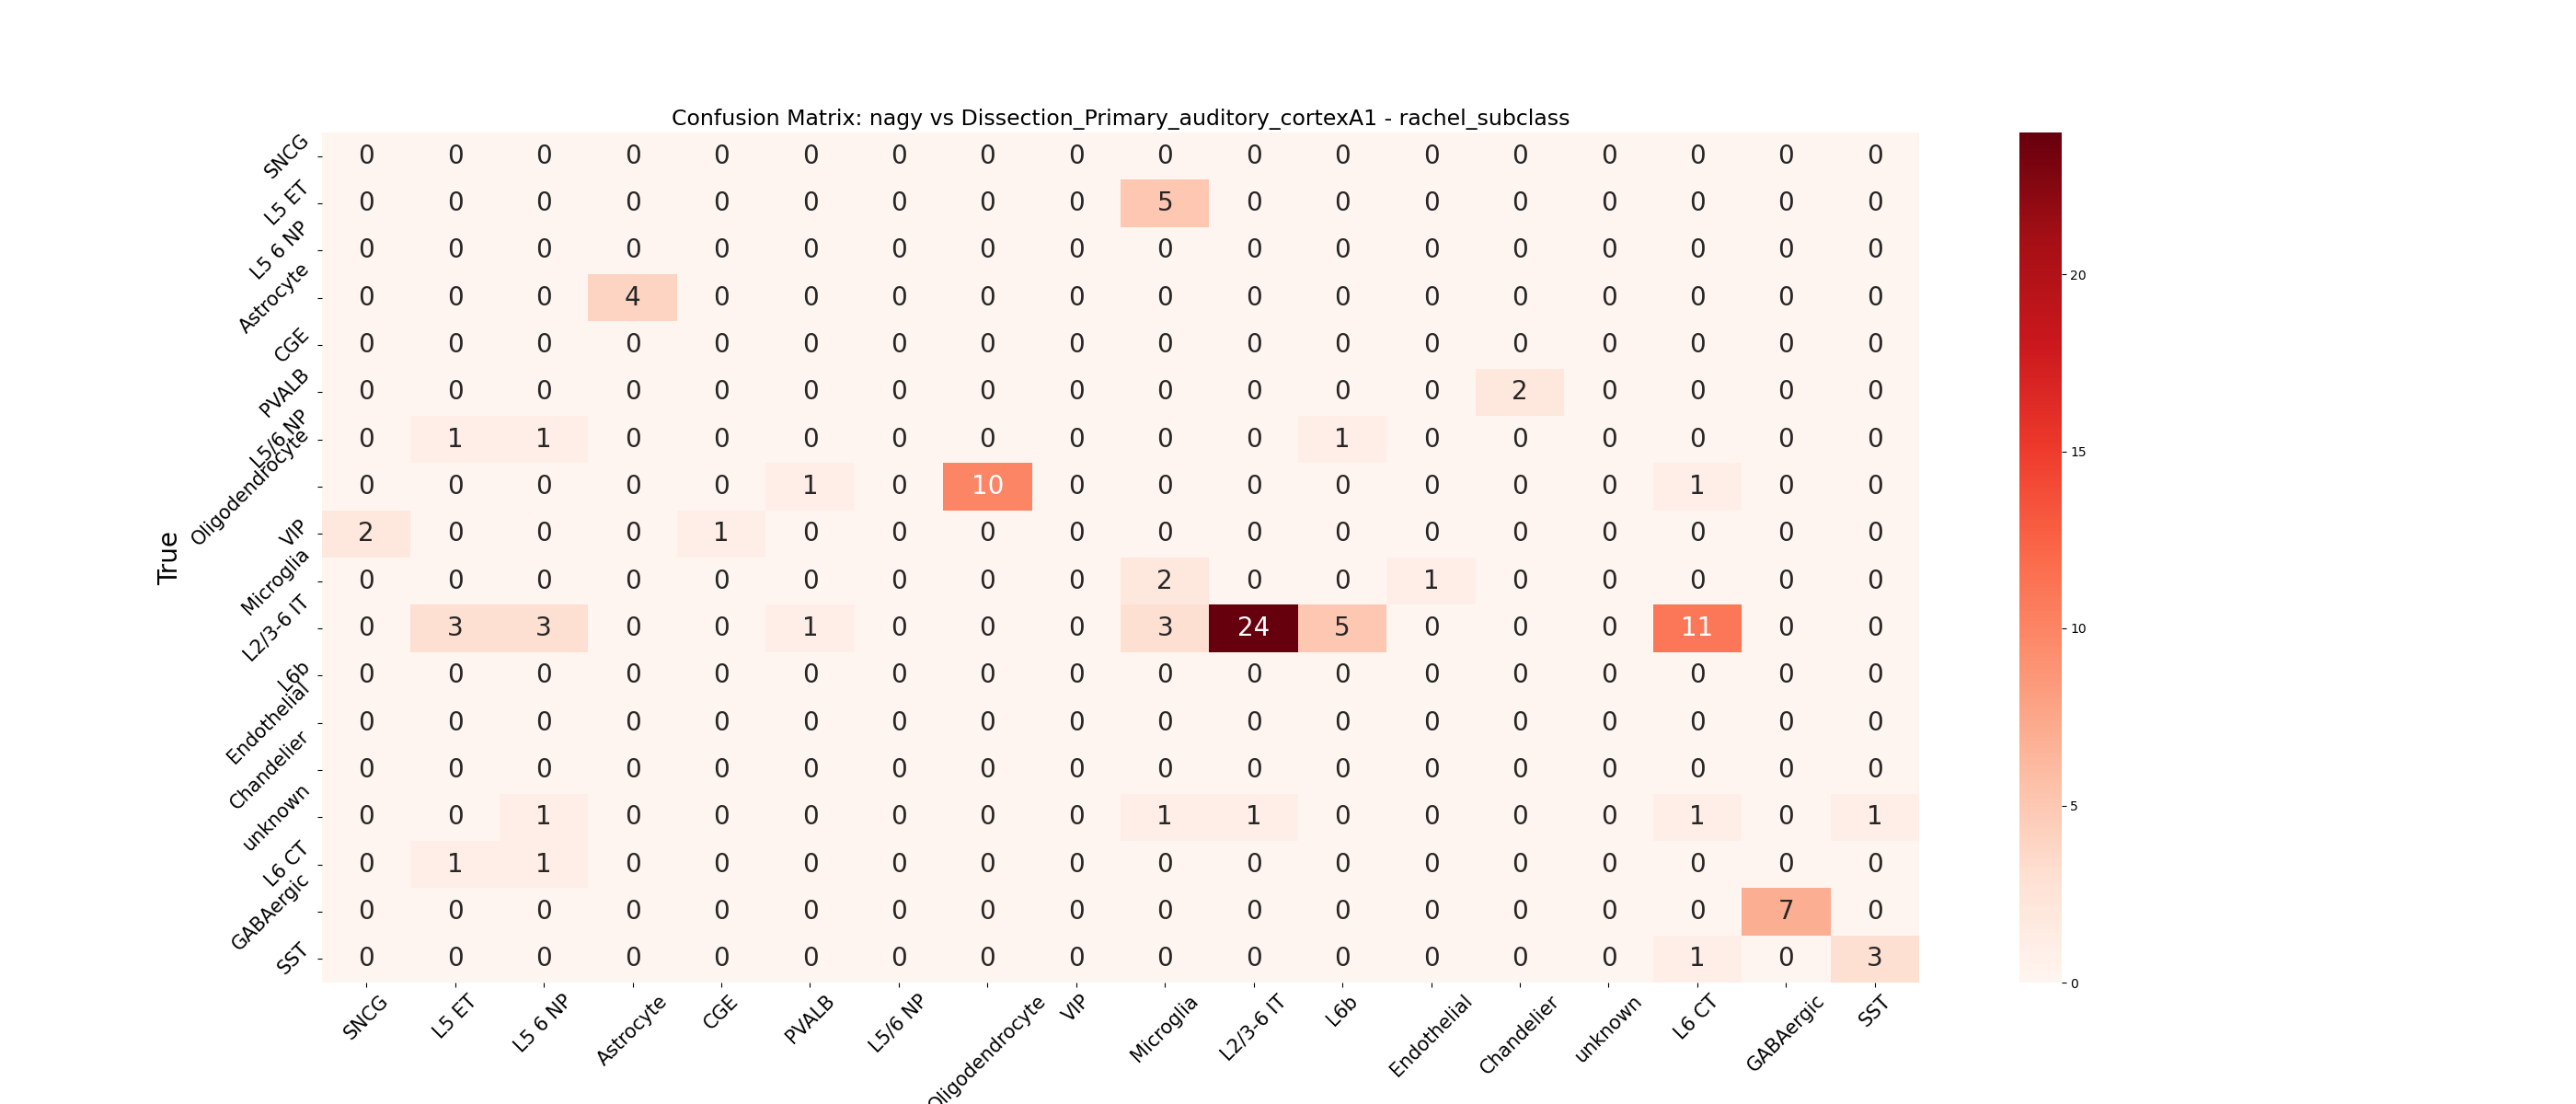 Confusion Matrix: nagy vs Dissection_Primary_auditory_cortexA1 - rachel_subclass
True
SNCG 0 0 0 0 0 0 0 0 0 0 0 0 0 0 0 0 0 0
L5 ET 0 0 0 0 0 0 0 0 0 5 0 0 0 0 0 0 0 0
L5 6 NP 0 0 0 0 0 0 0 0 0 0 0 0 0 0 0 0 0 0
Astrocyte 0 0 0 4 0 0 0 0 0 0 0 0 0 0 0 0 0 0
CGE 0 0 0 0 0 0 0 0 0 0 0 0 0 0 0 0 0 0
PVALB 0 0 0 0 0 0 0 0 0 0 0 0 0 2 0 0 0 0
L5/6 NP 0 1 1 0 0 0 0 0 0 0 0 1 0 0 0 0 0 0
Oligodendrocyte 0 0 0 0 0 1 0 10 0 0 0 0 0 0 0 1 0 0
VIP 2 0 0 0 1 0 0 0 0 0 0 0 0 0 0 0 0 0
Microglia 0 0 0 0 0 0 0 0 0 2 0 0 1 0 0 0 0 0
L2/3-6 IT 0 3 3 0 0 1 0 0 0 3 24 5 0 0 0 11 0 0
L6b 0 0 0 0 0 0 0 0 0 0 0 0 0 0 0 0 0 0
Endothelial 0 0 0 0 0 0 0 0 0 0 0 0 0 0 0 0 0 0
Chandelier 0 0 0 0 0 0 0 0 0 0 0 0 0 0 0 0 0 0
unknown 0 0 1 0 0 0 0 0 0 1 1 0 0 0 0 1 0 1
L6 CT 0 1 1 0 0 0 0 0 0 0 0 0 0 0 0 0 0 0
GABAergic 0 0 0 0 0 0 0 0 0 0 0 0 0 0 0 0 7 0
SST 0 0 0 0 0 0 0 0 0 0 0 0 0 0 0 1 0 3
SNCG L5 ET L5 6 NP Astrocyte CGE PVALB L5/6 NP Oligodendrocyte VIP Microglia L2/3-6 IT L6b Endothelial Chandelier unknown L6 CT GABAergic SST
20
15
10
5
0